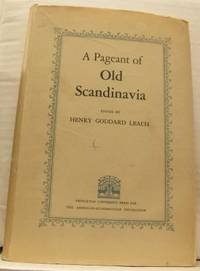 A Pageant of
Old
Scandinavia
EDITED BY
HENRY GODDARD LEACH
PRINCETON UNIVERSITY PRESS FOR
THE AMERICAN-SCANDINAVIAN FOUNDATION